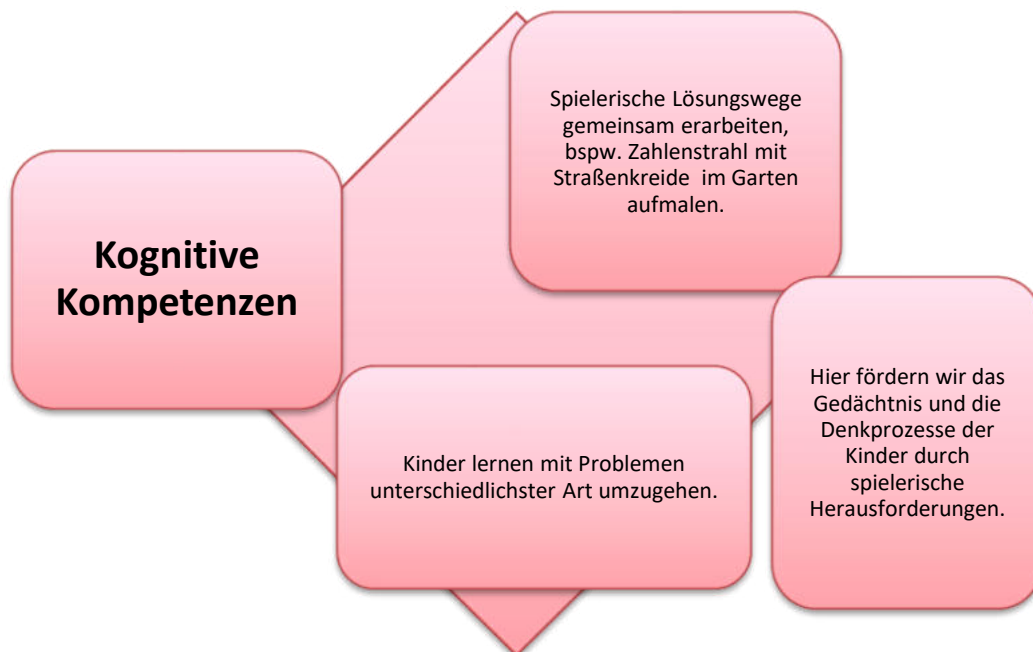 Kognitive
Kompetenzen
Spielerische Lösungswege
gemeinsam erarbeiten,
bspw. Zahlenstrahl mit
Straßenkreide  im Garten
aufmalen.
Kinder lernen mit Problemen
unterschiedlichster Art umzugehen.
Hier fördern wir das
Gedächtnis und die
Denkprozesse der
Kinder durch
spielerische
Herausforderungen.